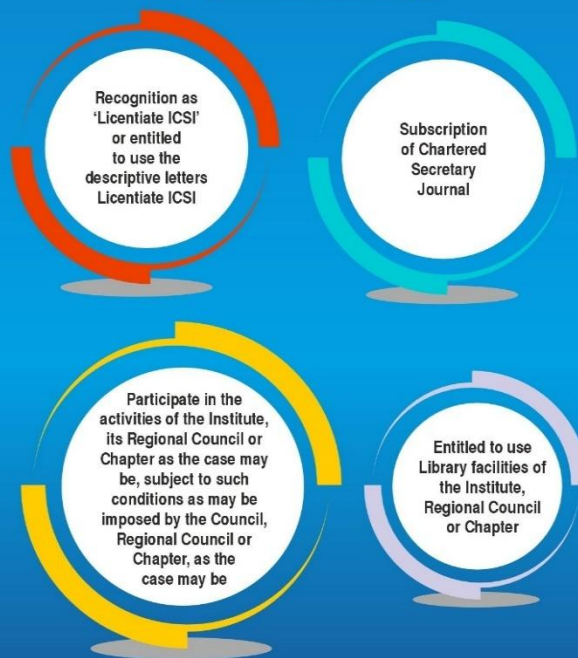 Recognition as
‘Licentiate ICSI’
or entitled
to use the
descriptive letters
Licentiate ICSI
Subscription
of Chartered
Secretary
Journal
Participate in the
activities of the Institute,
its Regional Council or
Chapter as the case may
be, subject to such
conditions as may be
imposed by the Council,
Regional Council or
Chapter, as the
case may be
Entitled to use
Library facilities of
the Institute,
Regional Council
or Chapter